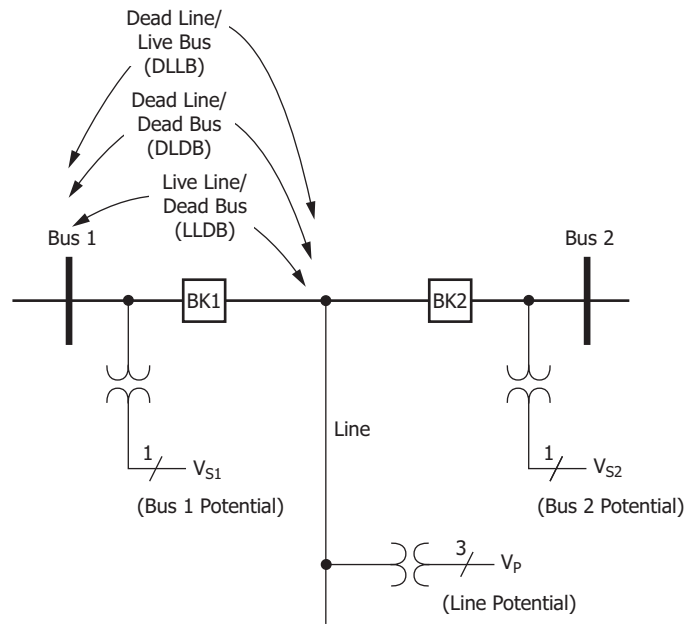 Dead Line/
Live Bus
(DLLB)
Dead Line/
Dead Bus
(DLDB)
Live Line/
Dead Bus
(LLDB)
Bus 1
Bus 2
BK1
BK2
Line
1
VS1
(Bus 1 Potential)
1
VS2
(Bus 2 Potential)
3
VP
(Line Potential)